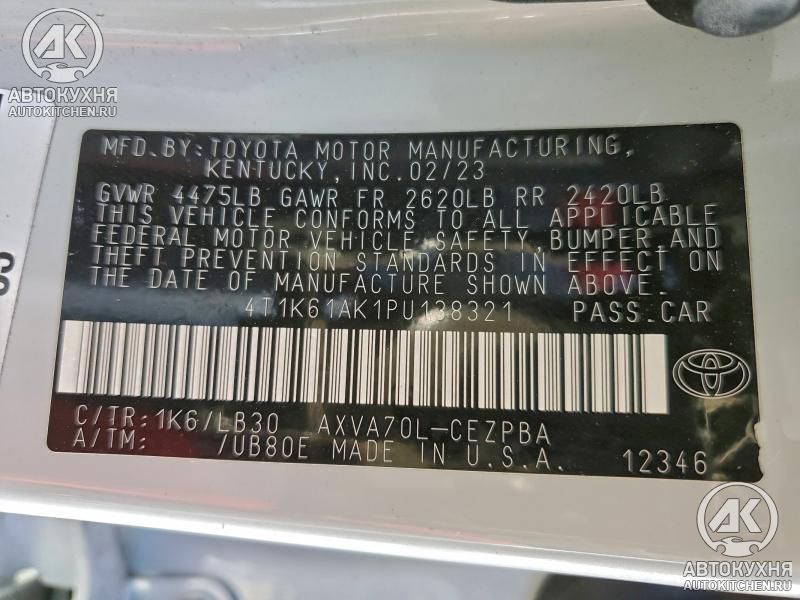 AK
АВТОКУХНЯ
AUTOKITCHEN.RU
MFD.BY:TOYOTA MOTOR MANUFACTURING,
KENTUCKY,INC.02/23
GVWR 4475LB GAWR FR 2620LB RR 2420LB
THIS VEHICLE CONFORMS TO ALL APPLICABLE
FEDERAL MOTOR VEHICLE SAFETY,BUMPER,AND
THEFT PREVENTION STANDARDS IN EFFECT ON
THE DATE OF MANUFACTURE SHOWN ABOVE.
4T1K61AK1PU138321 PASS.CAR
C/TR:1K6/LB30 AXVA70L-CEZPBA
A/TM: /UB80E MADE IN U.S.A. 12346
AK
АВТОКУХНЯ
AUTOKITCHEN.RU